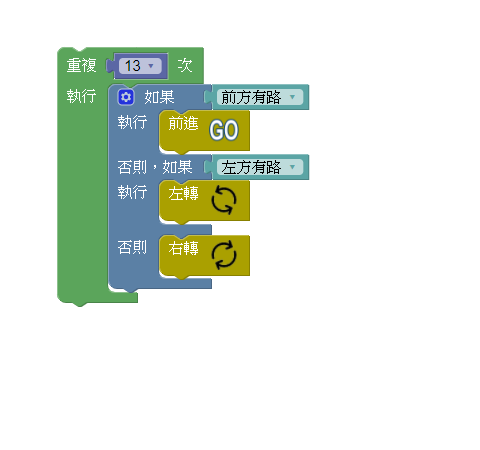 重複 13 次
執行 如果 前方有路
執行 前進 GO
否則，如果 左方有路
執行 左轉
否則 右轉